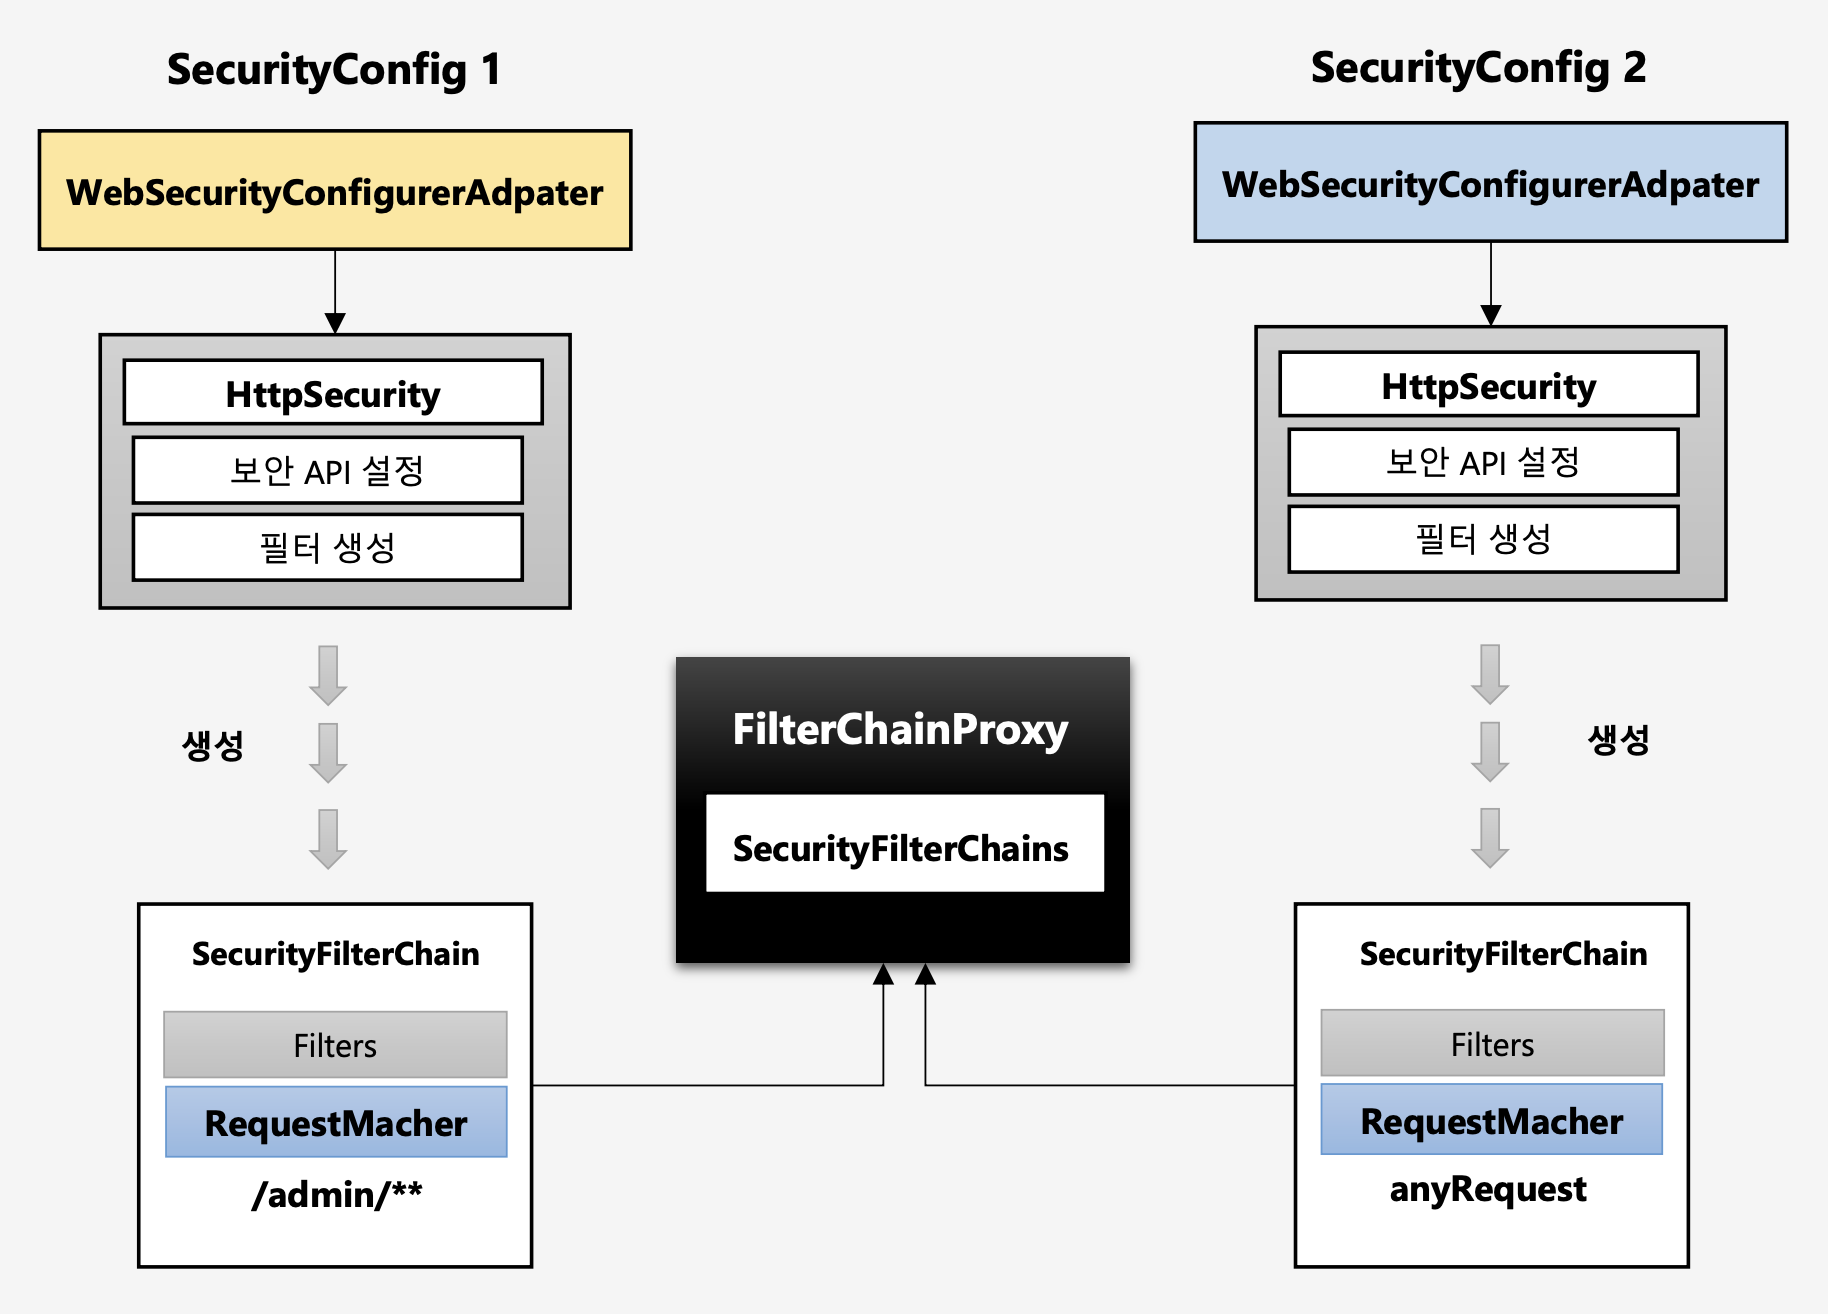 SecurityConfig 1
WebSecurityConfigurerAdpater
HttpSecurity
보안 API 설정
필터 생성
생성
SecurityFilterChain
Filters
RequestMacher
/admin/**
FilterChainProxy
SecurityFilterChains
SecurityConfig 2
WebSecurityConfigurerAdpater
HttpSecurity
보안 API 설정
필터 생성
생성
SecurityFilterChain
Filters
RequestMacher
anyRequest